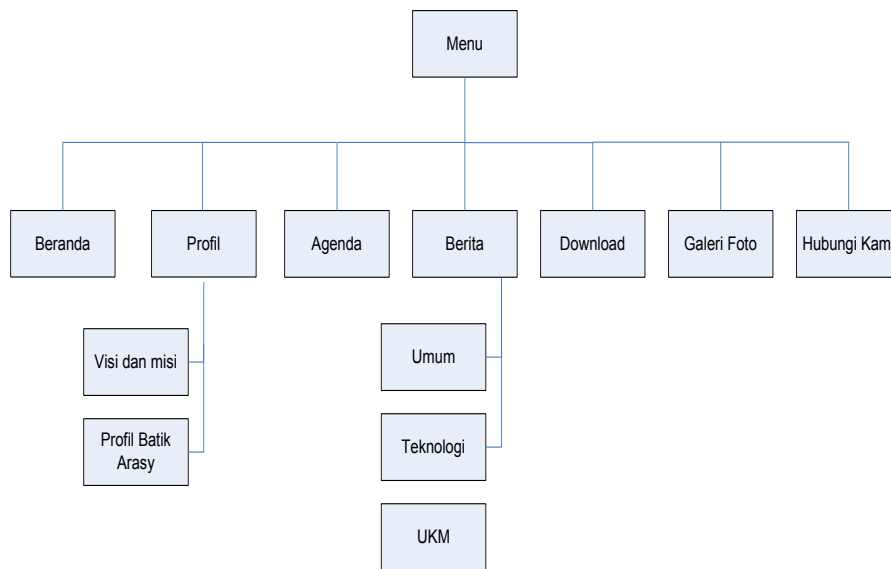 Menu
Beranda
Profil
Agenda
Berita
Download
Galeri Foto
Hubungi Kam
Visi dan misi
Profil Batik
Arasy
Umum
Teknologi
UKM